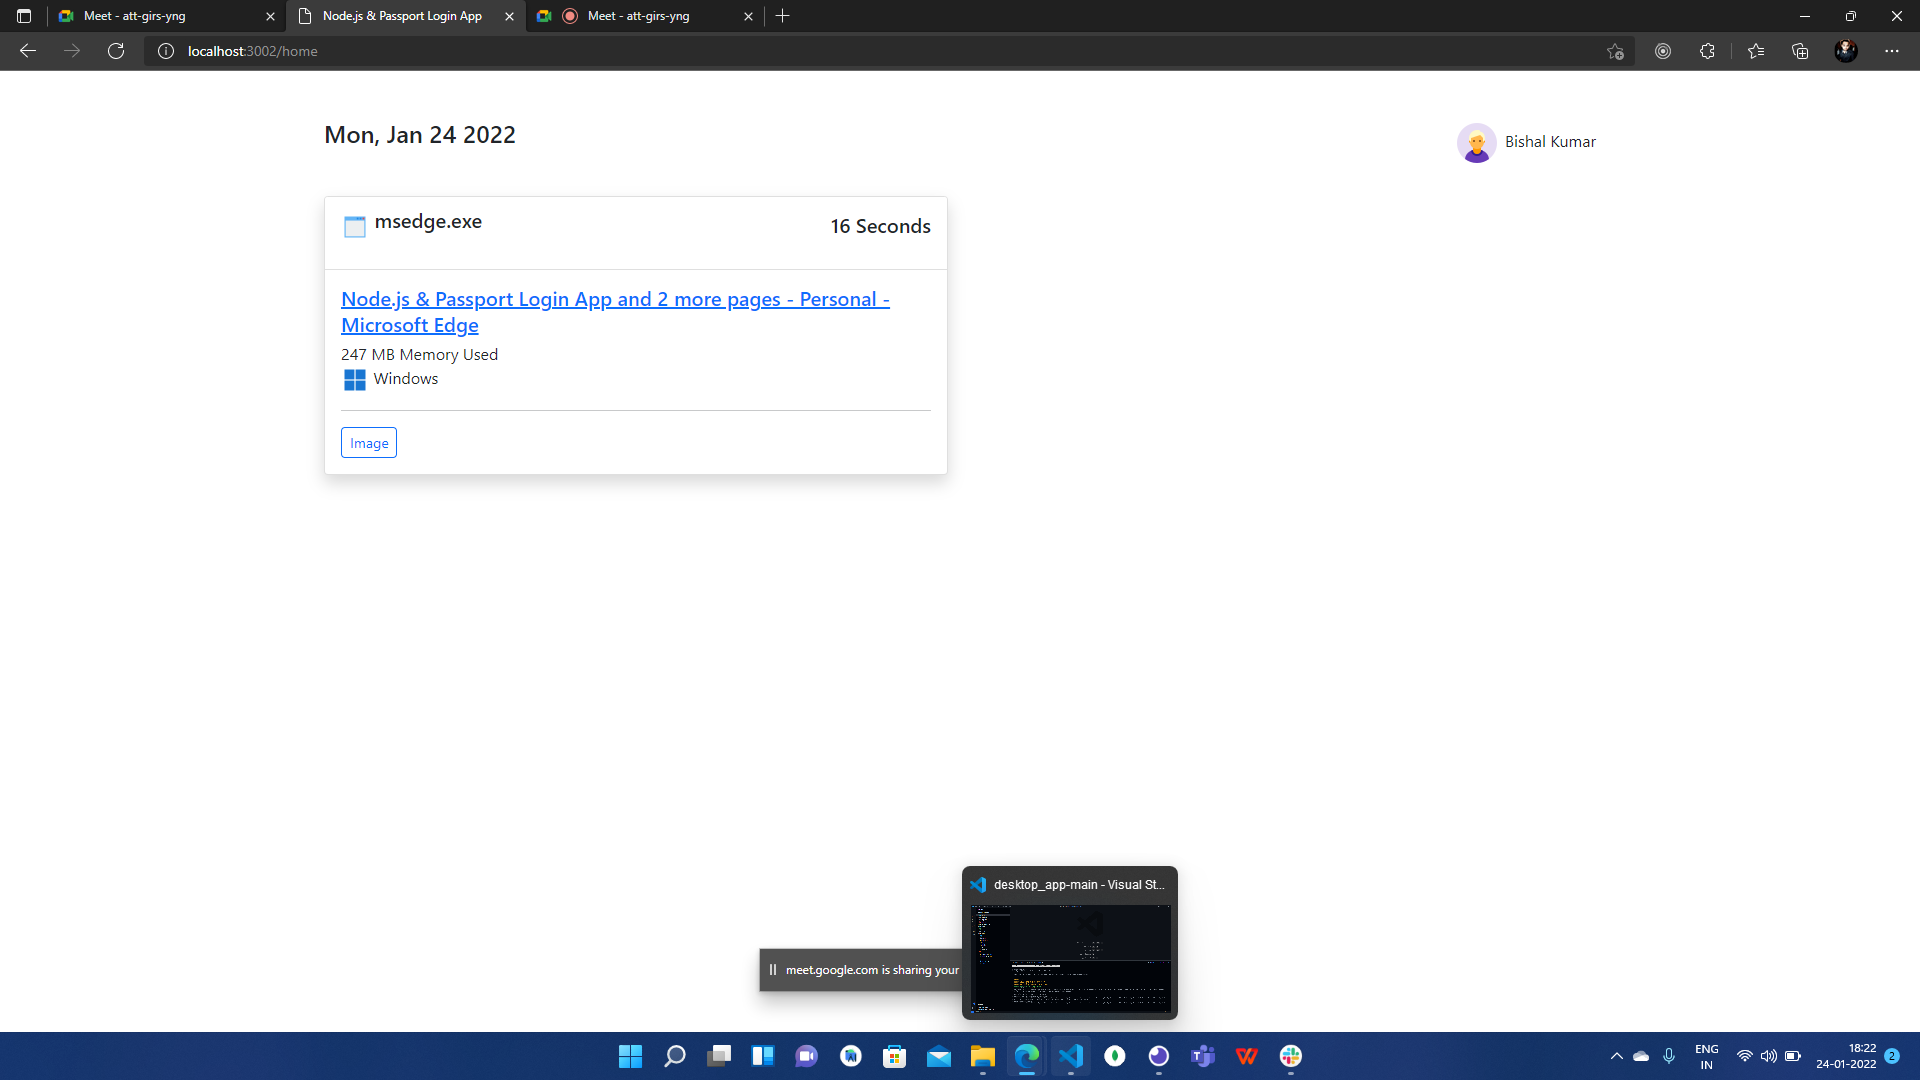 Meet - att-girs-yng
Node.js & Passport Login App
Meet - att-girs-yng
localhost:3002/home
Mon, Jan 24 2022
Bishal Kumar
msedge.exe
16 Seconds
Node.js & Passport Login App and 2 more pages - Personal -
Microsoft Edge
247 MB Memory Used
Windows
Image
desktop_app-main - Visual St...
meet.google.com is sharing your
ENG
IN
18:22
24-01-2022
2